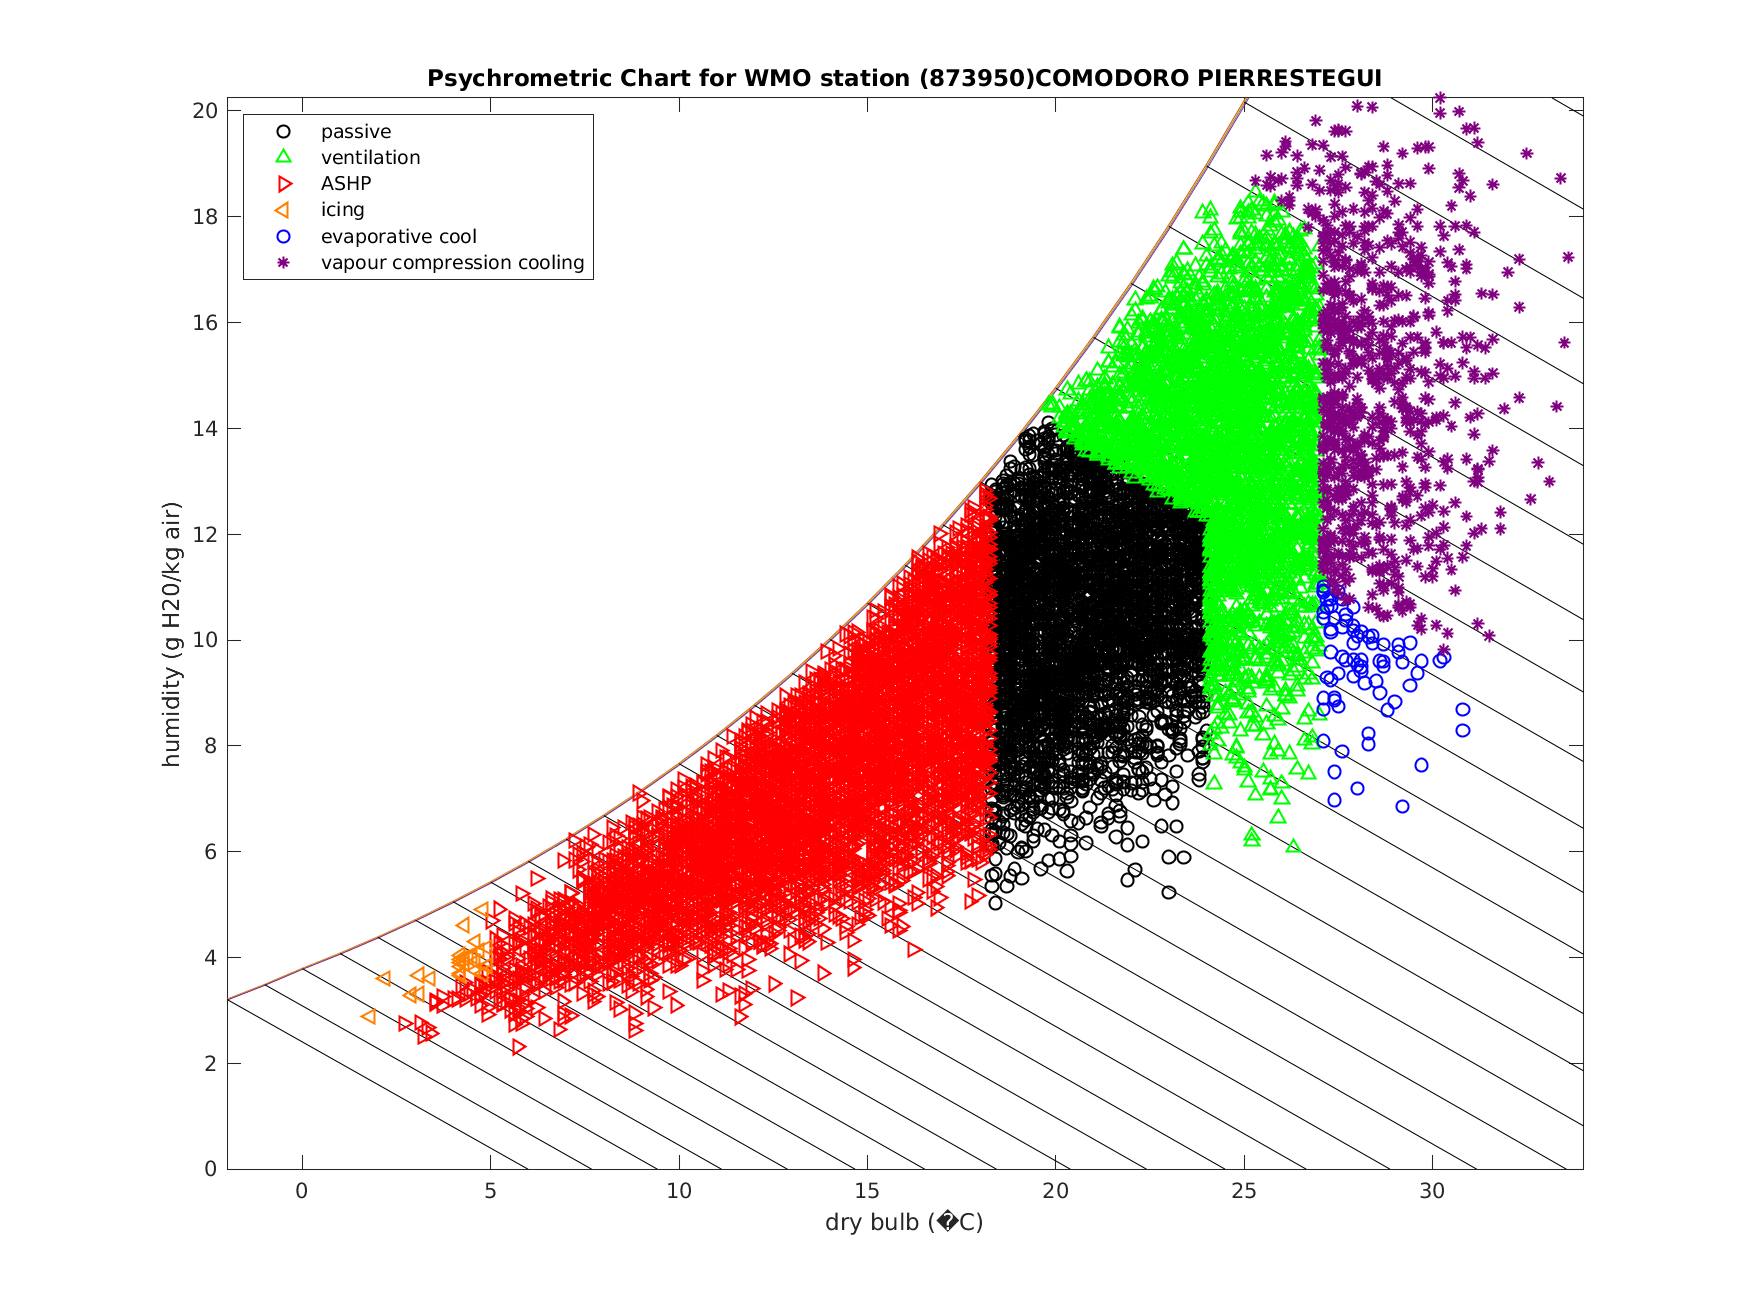 Psychrometric Chart for WMO station (873950)COMODORO PIERRESTEGUI
passive
ventilation
ASHP
icing
evaporative cool
vapour compression cooling
humidity (g H20/kg air)
20
18
16
14
12
10
8
6
4
2
0
0 5 10 15 20 25 30
dry bulb (�C)